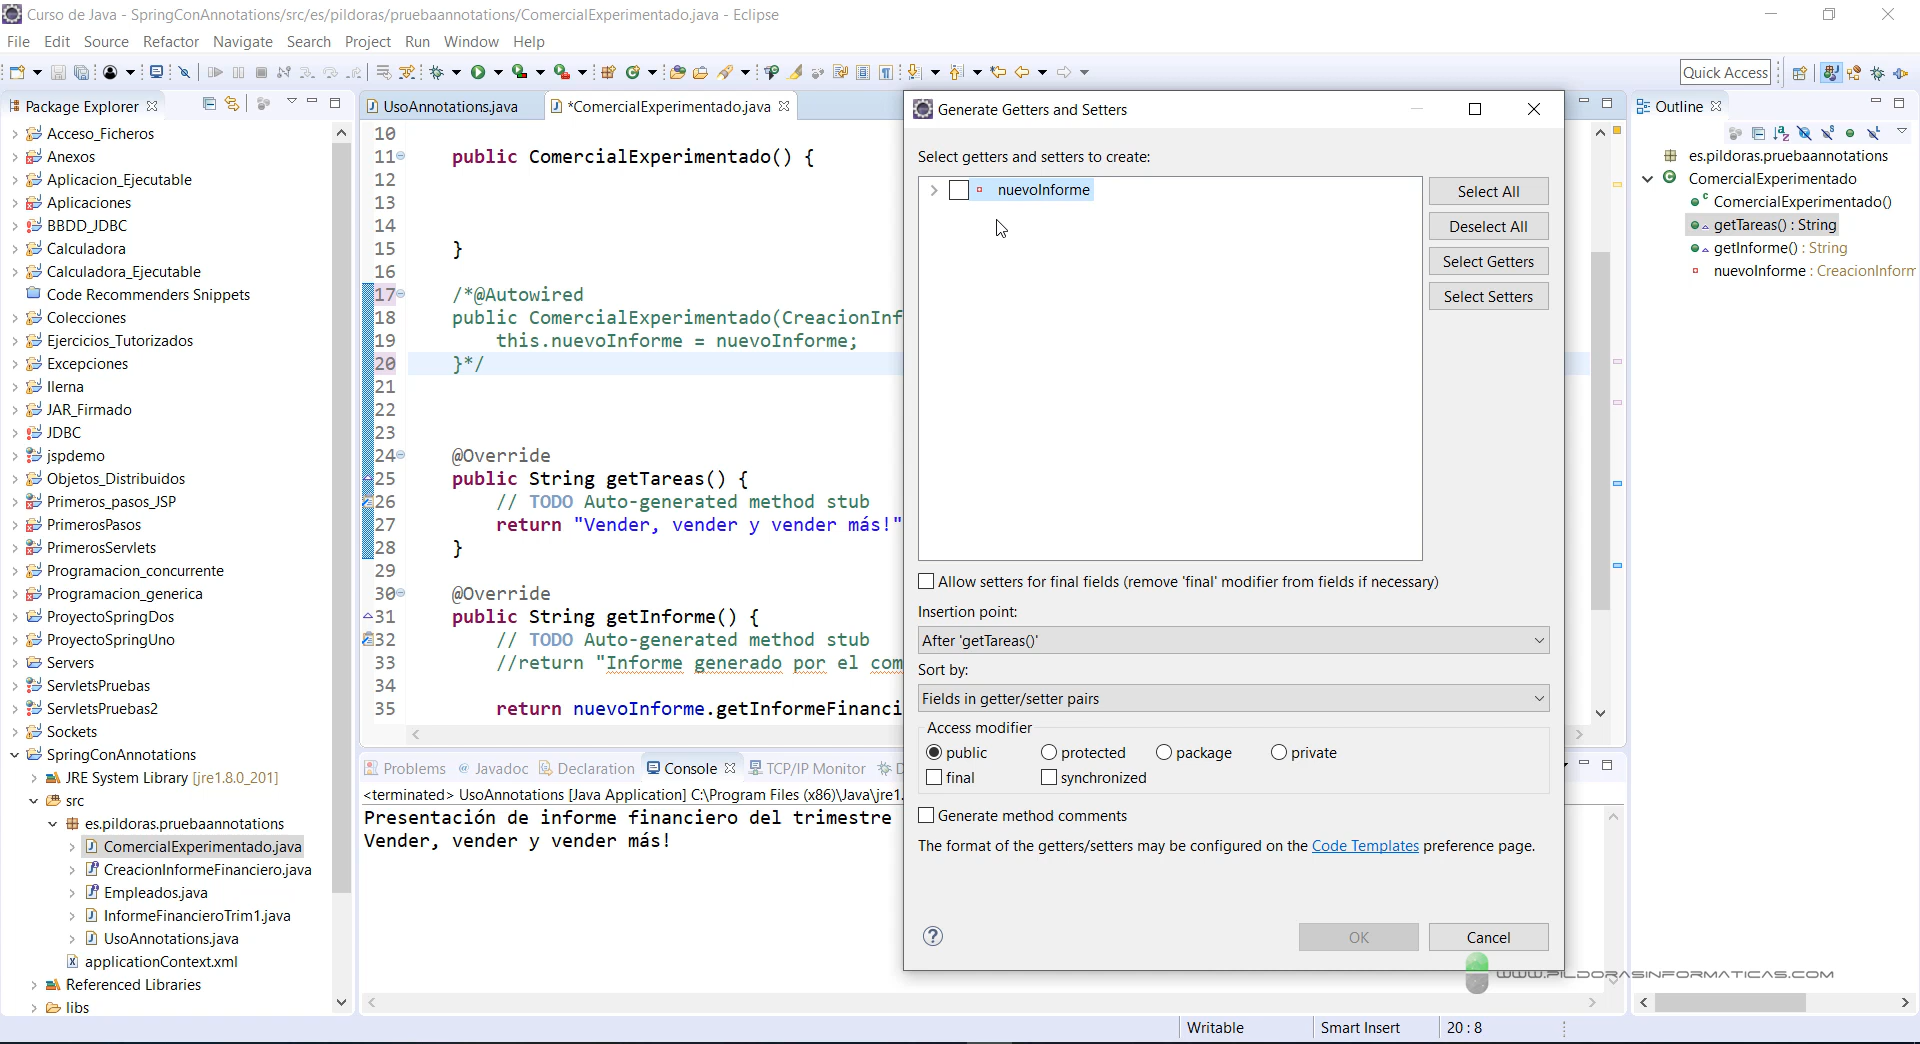 Curso de Java - SpringConAnnotations/src/es/pildoras/pruebaannotations/ComercialExperimentado.java - Eclipse
File Edit Source Refactor Navigate Search Project Run Window Help
Quick Access
Package Explorer
Acceso_Ficheros
Anexos
Aplicacion_Ejecutable
Aplicaciones
BBDD_JDBC
Calculadora
Calculadora_Ejecutable
Code Recommenders Snippets
Colecciones
Ejercicios_Tutorizados
Excepciones
Ilerna
JAR_Firmado
JDBC
jspdemo
Objetos_Distribuidos
Primeros_pasos_JSP
PrimerosPasos
PrimerosServlets
Programacion_concurrente
Programacion_generica
ProyectoSpringDos
ProyectoSpringUno
Servers
ServletsPruebas
ServletsPruebas2
Sockets
SpringConAnnotations
JRE System Library [jre1.8.0_201]
src
es.pildoras.pruebaannotations
ComercialExperimentado.java
CreacionInformeFinanciero.java
Empleados.java
InformeFinancieroTrim1.java
UsoAnnotations.java
applicationContext.xml
Referenced Libraries
libs
UsoAnnotations.java *ComercialExperimentado.java
10
11 public ComercialExperimentado() {
12
13
14
15 }
16
17 /*@Autowired
18 public ComercialExperimentado(CreacionInf
19 this.nuevoInforme = nuevoInforme;
20 }*/
21
22
23
24 @Override
25 public String getTareas() {
26 // TODO Auto-generated method stub
27 return "Vender, vender y vender más!"
28 }
29
30 @Override
31 public String getInforme() {
32 // TODO Auto-generated method stub
33 //return "Informe generado por el com
34
35 return nuevoInforme.getInformeFinanci
Problems Javadoc Declaration Console TCP/IP Monitor D
<terminated> UsoAnnotations [Java Application] C:\Program Files (x86)\Java\jre1.
Presentación de informe financiero del trimestre
Vender, vender y vender más!
Generate Getters and Setters
Select getters and setters to create:
nuevoInforme
Select All
Deselect All
Select Getters
Select Setters
Allow setters for final fields (remove 'final' modifier from fields if necessary)
Insertion point:
After 'getTareas()'
Sort by:
Fields in getter/setter pairs
Access modifier
public protected package private
final synchronized
Generate method comments
The format of the getters/setters may be configured on the Code Templates preference page.
OK Cancel
Outline
es.pildoras.pruebaannotations
ComercialExperimentado
ComercialExperimentado()
getTareas() : String
getInforme() : String
nuevoInforme : CreacionInform
WWW.PILDORASINFORMATICAS.COM
Writable Smart Insert 20 : 8